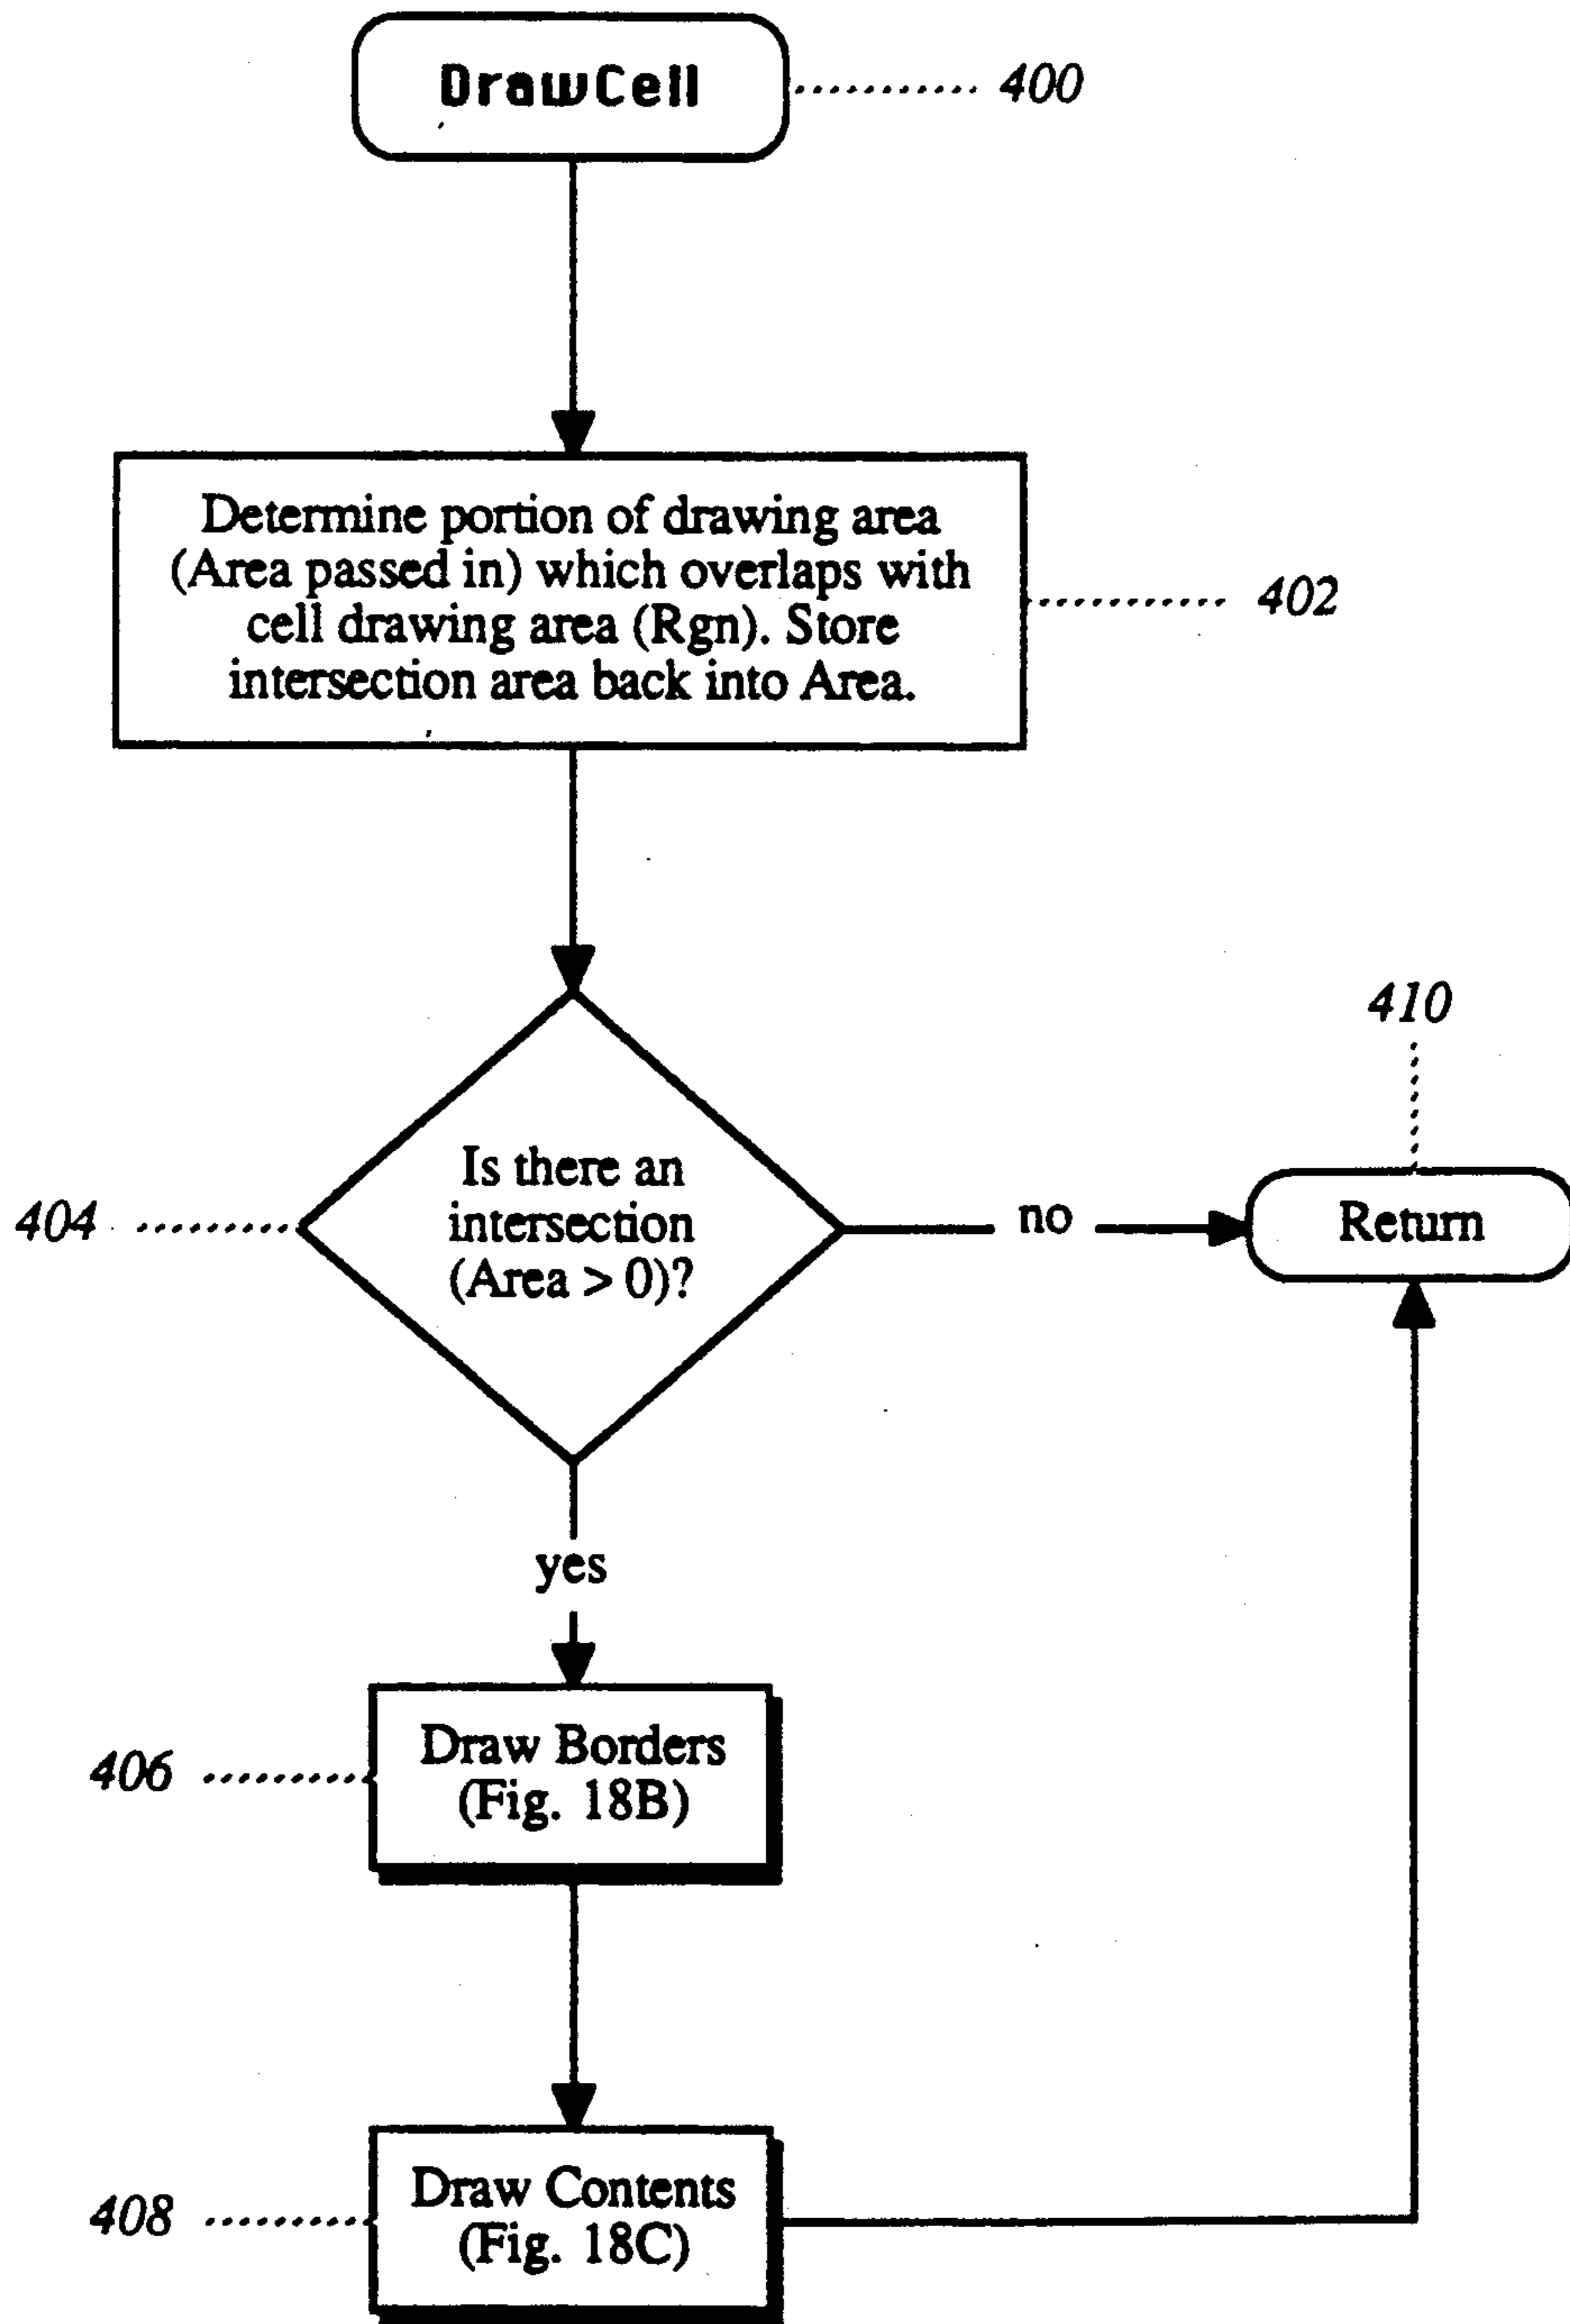 DrawCell
400
Determine portion of drawing area
(Area passed in) which overlaps with
cell drawing area (Rgn). Store
intersection area back into Area.
402
404
Is there an
intersection
(Area > 0)?
no
410
Return
yes
406
Draw Borders
(Fig. 18B)
408
Draw Contents
(Fig. 18C)